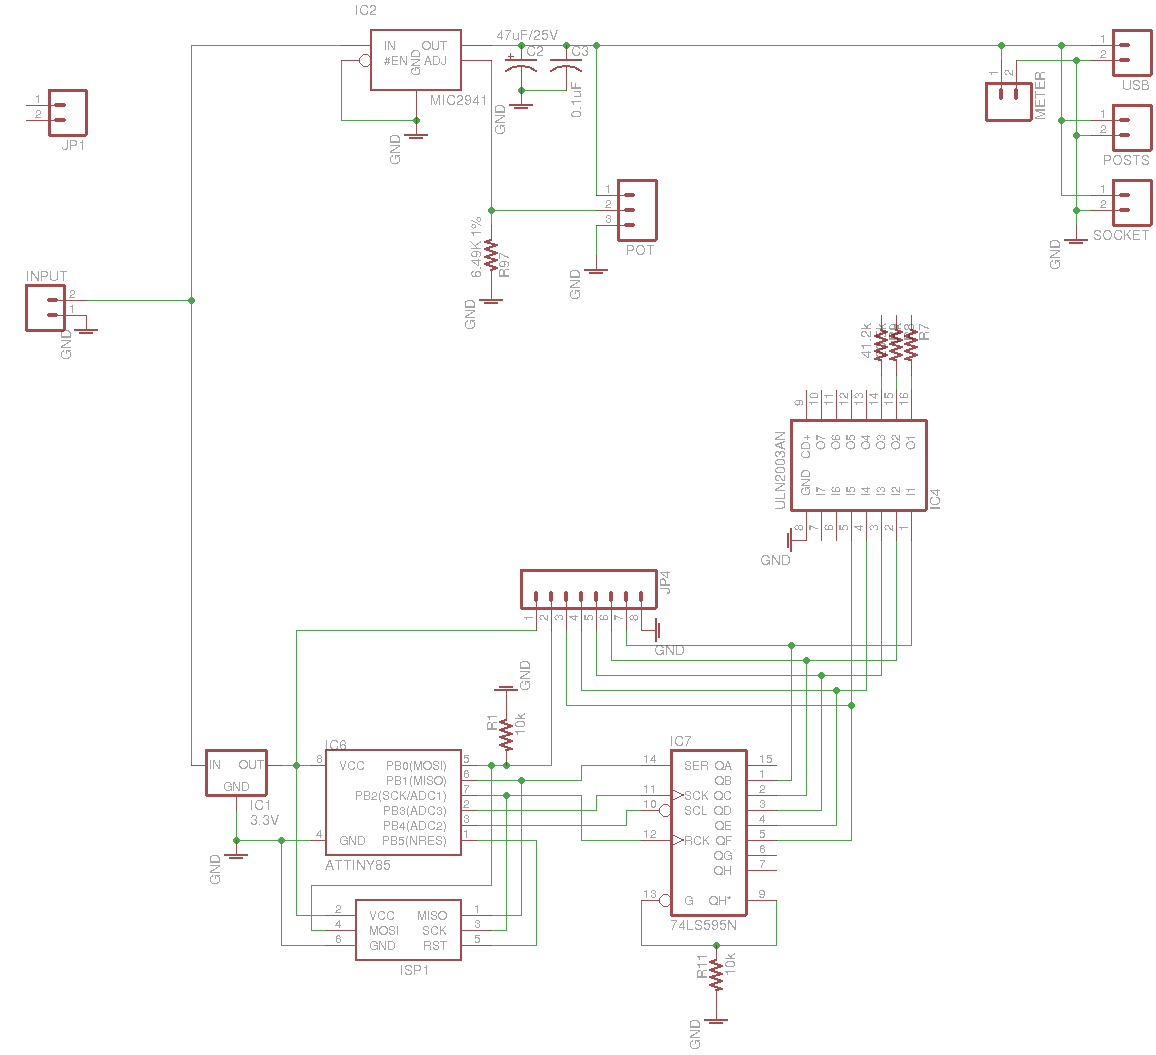 IC2
IN
OUT
#EN
GND
ADJ
MIC2941
GND
47uF/25V
+
C2
C3
0.1uF
GND
1
2
JP1
1
2
METER
1
2
USB
1
2
POSTS
1
2
SOCKET
GND
1
2
3
POT
GND
6.49K 1%
R97
GND
INPUT
2
1
GND
41.2k
R7
9
10
11
12
13
14
15
16
CD+
O7
O6
O5
O4
O3
O2
O1
ULN2003AN
GND
I7
I6
I5
I4
I3
I2
I1
IC4
8
7
6
5
4
3
2
1
GND
JP4
1
2
3
4
5
6
7
8
GND
GND
R1
10k
IN
OUT
GND
IC1
3.3V
GND
IC6
8
VCC
PB0(MOSI)
5
PB1(MISO)
6
PB2(SCK/ADC1)
7
PB3(ADC3)
2
PB4(ADC2)
3
4
GND
PB5(NRES)
1
ATTINY85
2
VCC
MISO
1
4
MOSI
SCK
3
6
GND
RST
5
ISP1
IC7
14
SER
QA
15
QB
1
11
SCK
QC
2
10
SCL
QD
3
QE
4
12
RCK
QF
5
QG
6
QH
7
13
G
QH*
9
74LS595N
R11
10k
GND